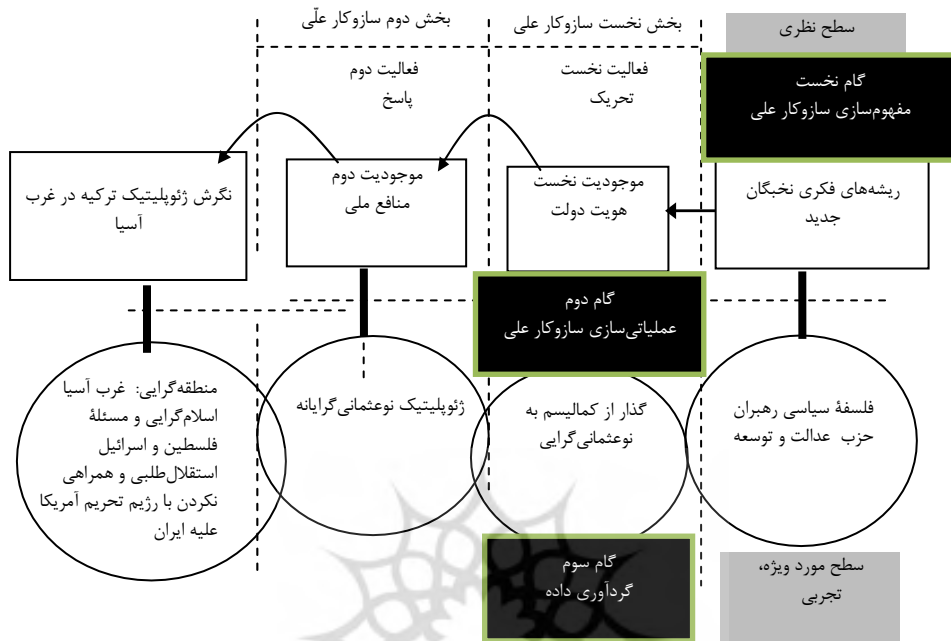 سطح نظری
بخش نخست سازوکار علی
بخش دوم سازوکار علّی
گام نخست
مفهوم‌سازی سازوکار علی
فعالیت نخست
تحریک
فعالیت دوم
پاسخ
ریشه‌های فکری نخبگان
جدید
موجودیت نخست
هویت دولت
موجودیت دوم
منافع ملی
نگرش ژئوپلیتیک ترکیه در غرب
آسیا
گام دوم
عملیاتی‌سازی سازوکار علی
فلسفهٔ سیاسی رهبران
حزب عدالت و توسعه
گذار از کمالیسم به
نوعثمانی‌گرایی
ژئوپلیتیک نوعثمانی‌گرایانه
منطقه‌گرایی: غرب آسیا
اسلام‌گرایی و مسئلهٔ
فلسطین و اسرائیل
استقلال‌طلبی و همراهی
نکردن با رژیم تحریم آمریکا
علیه ایران
گام سوم
گردآوری داده
سطح مورد ویژه،
تجربی